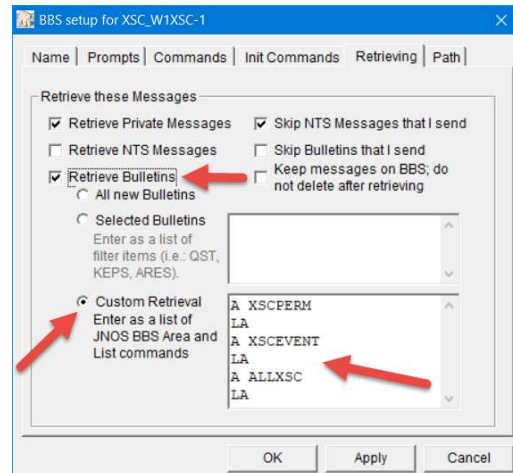 BBS setup for XSC_W1XSC-1
Name
Prompts
Commands
Init Commands
Retrieving
Path
Retrieve these Messages
Retrieve Private Messages
Skip NTS Messages that I send
Retrieve NTS Messages
Skip Bulletins that I send
Retrieve Bulletins
Keep messages on BBS; do
not delete after retrieving
All new Bulletins
Selected Bulletins
Enter as a list of
filter items (i.e.: QST,
KEPS, ARES).
Custom Retrieval
Enter as a list of
JNOS BBS Area and
List commands
A XSCPERM
LA
A XSCEVENT
LA
A ALLXSC
LA
OK
Apply
Cancel